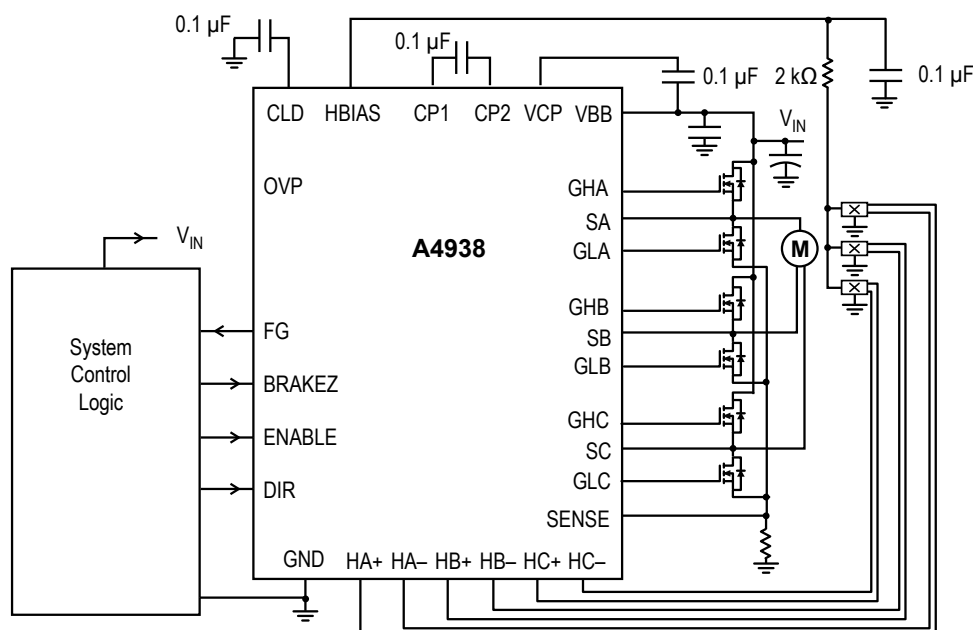 0.1 µF
0.1 µF
0.1 µF
2 kΩ
0.1 µF
CLD HBIAS CP1 CP2 VCP VBB
VIN
OVP
GHA
SA
A4938
GLA
M
VIN
GHB
FG
SB
System
Control
Logic
GLB
BRAKEZ
GHC
ENABLE
SC
GLC
DIR
SENSE
GND HA+ HA– HB+ HB– HC+ HC–